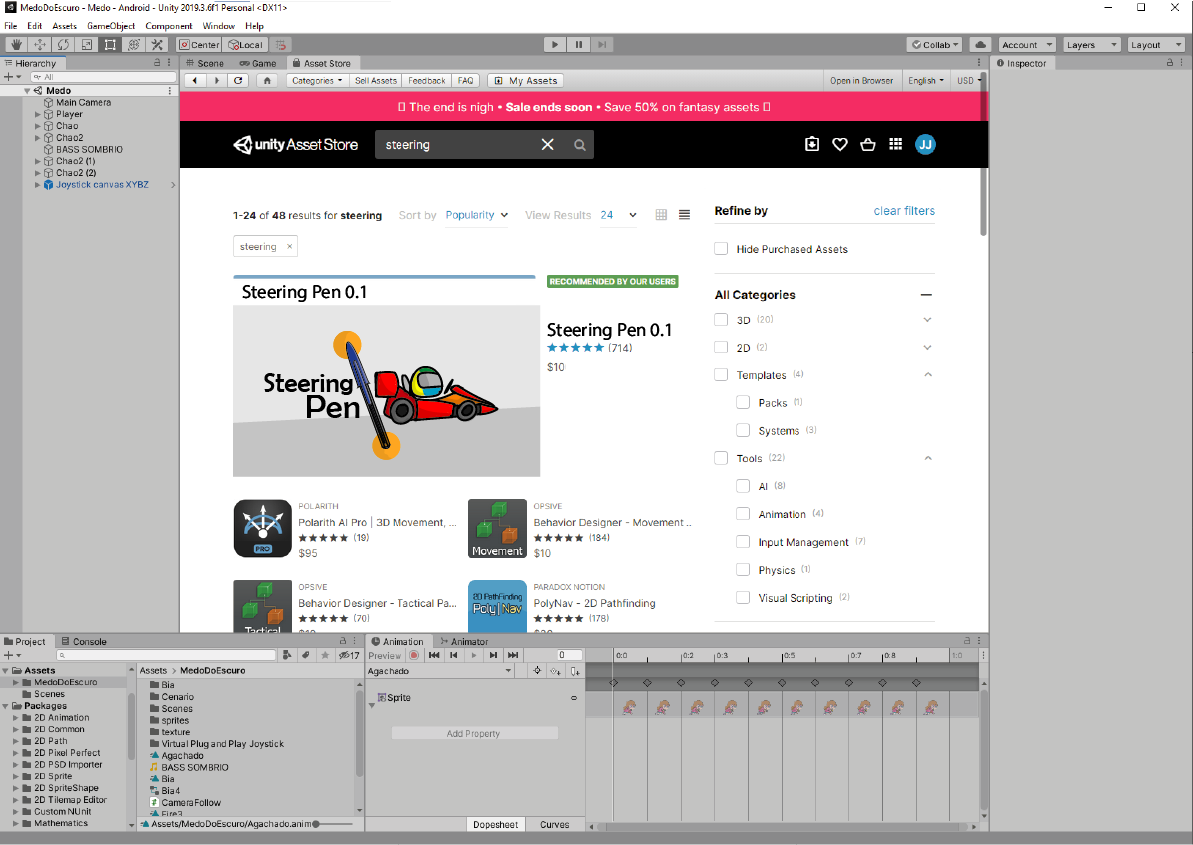 MedoDoEscuro - Medo - Android - Unity 2019.3.6f1 Personal <DX11>
File Edit Assets GameObject Component Window Help
Center Local Collab Account Layers Layout
Hierarchy
All
Medo
Main Camera
Player
Chao
Chao2
BASS SOMBRIO
Chao2 (1)
Chao2 (2)
Joystick canvas XYBZ
Scene Game Asset Store
Categories Sell Assets Feedback FAQ My Assets Open in Browser English USD
The end is nigh • Sale ends soon • Save 50% on fantasy assets
unity Asset Store steering JJ
1-24 of 48 results for steering Sort by Popularity View Results 24
steering ×
Steering Pen 0.1
Steering
Pen
RECOMMENDED BY OUR USERS
Steering Pen 0.1
(714)
$10
PRO
POLARITH
Polarith AI Pro | 3D Movement, ...
(19)
$95
Movement
OPSIVE
Behavior Designer - Movement ..
(184)
$10
Tactical
OPSIVE
Behavior Designer - Tactical Pa...
(70)
2D PathFinding
Poly|Nav
PARADOX NOTION
PolyNav - 2D Pathfinding
(178)
Refine by clear filters
Hide Purchased Assets
All Categories
3D (20)
2D (2)
Templates (4)
Packs (1)
Systems (3)
Tools (22)
AI (8)
Animation (4)
Input Management (7)
Physics (1)
Visual Scripting (2)
Inspector
Project Console
17
Assets
MedoDoEscuro
Scenes
Packages
2D Animation
2D Common
2D Path
2D Pixel Perfect
2D PSD Importer
2D Sprite
2D SpriteShape
2D Tilemap Editor
Custom NUnit
Mathematics
Assets > MedoDoEscuro
Bia
Cenario
Scenes
sprites
texture
Virtual Plug and Play Joystick
Agachado
BASS SOMBRIO
Bia
Bia4
CameraFollow
Fire3
Assets/MedoDoEscuro/Agachado.anim
Animation Animator
Preview 0
Agachado
Sprite
Add Property
Dopesheet Curves
0:0 0:2 0:3 0:5 0:7 0:8 1:0